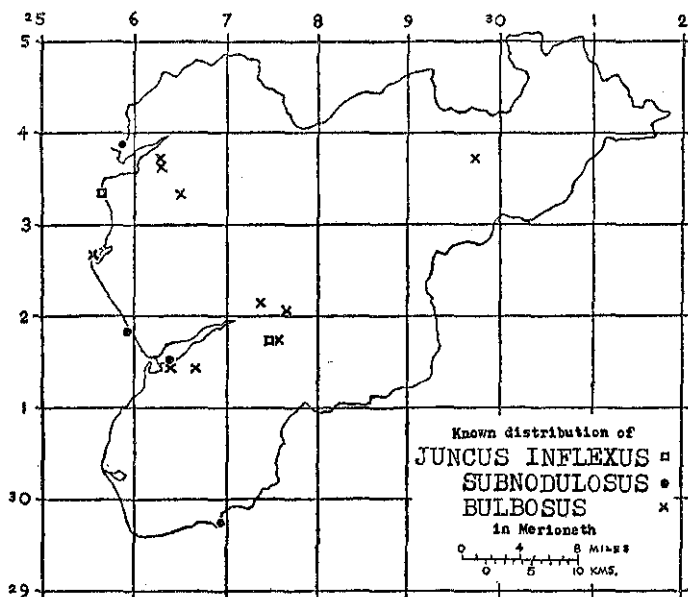 25 6 7 8 9 30 1 2
5
4
3
2
1
30
29
Known distribution of
JUNCUS INFLEXUS
SUBNODULOSUS
BULBOSUS
in Merioneth
0 4 8 MILES
0 5 10 KMS.